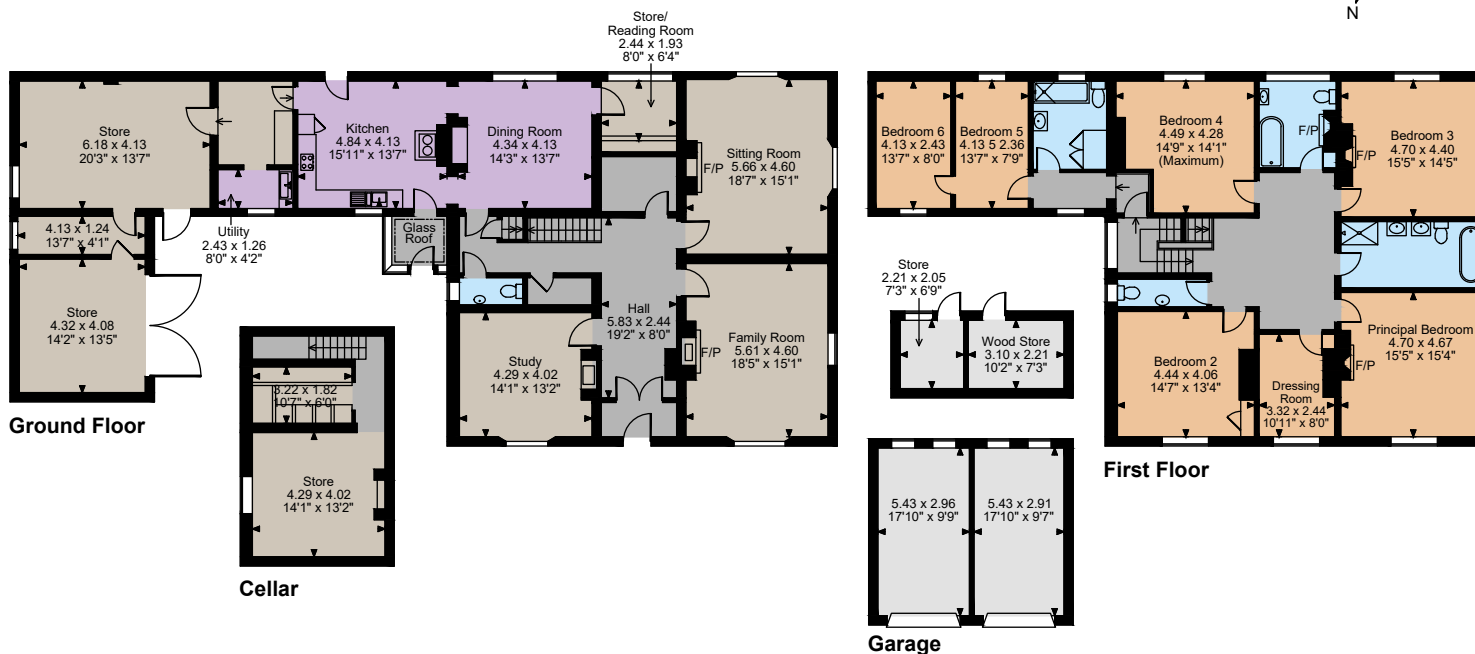 N
Store/
Reading Room
2.44 x 1.93
8'0" x 6'4"
Store
6.18 x 4.13
20'3" x 13'7"
Kitchen
4.84 x 4.13
15'11" x 13'7"
Dining Room
4.34 x 4.13
14'3" x 13'7"
Sitting Room
5.66 x 4.60
18'7" x 15'1"
F/P
4.13 x 1.24
13'7" x 4'1"
Utility
2.43 x 1.26
8'0" x 4'2"
Glass
Roof
Store
4.32 x 4.08
14'2" x 13'5"
Hall
5.83 x 2.44
19'2" x 8'0"
Study
4.29 x 4.02
14'1" x 13'2"
F/P
Family Room
5.61 x 4.60
18'5" x 15'1"
Ground Floor
3.22 x 1.82
10'7" x 6'0"
Store
4.29 x 4.02
14'1" x 13'2"
Cellar
Bedroom 6
4.13 x 2.43
13'7" x 8'0"
Bedroom 5
4.13 5 2.36
13'7" x 7'9"
Bedroom 4
4.49 x 4.28
14'9" x 14'1"
(Maximum)
F/P
F/P
Bedroom 3
4.70 x 4.40
15'5" x 14'5"
Bedroom 2
4.44 x 4.06
14'7" x 13'4"
Dressing
Room
3.32 x 2.44
10'11" x 8'0"
Principal Bedroom
4.70 x 4.67
15'5" x 15'4"
F/P
First Floor
Store
2.21 x 2.05
7'3" x 6'9"
Wood Store
3.10 x 2.21
10'2" x 7'3"
5.43 x 2.96
17'10" x 9'9"
5.43 x 2.91
17'10" x 9'7"
Garage